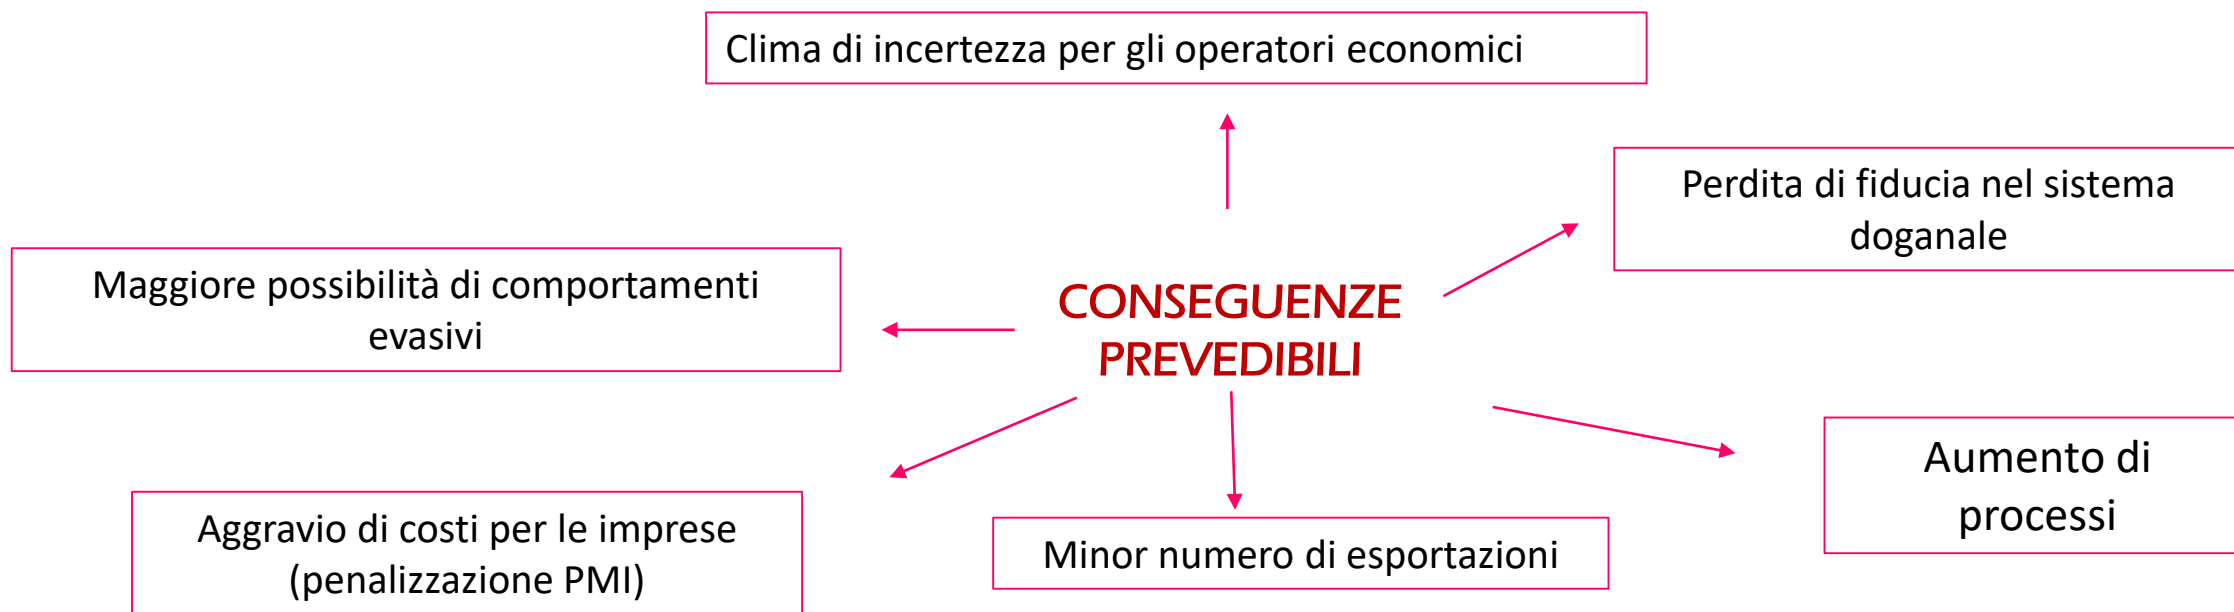 Clima di incertezza per gli operatori economici
Perdita di fiducia nel sistema
doganale
Maggiore possibilità di comportamenti
evasivi
CONSEGUENZE
PREVEDIBILI
Aumento di
processi
Aggravio di costi per le imprese
(penalizzazione PMI)
Minor numero di esportazioni